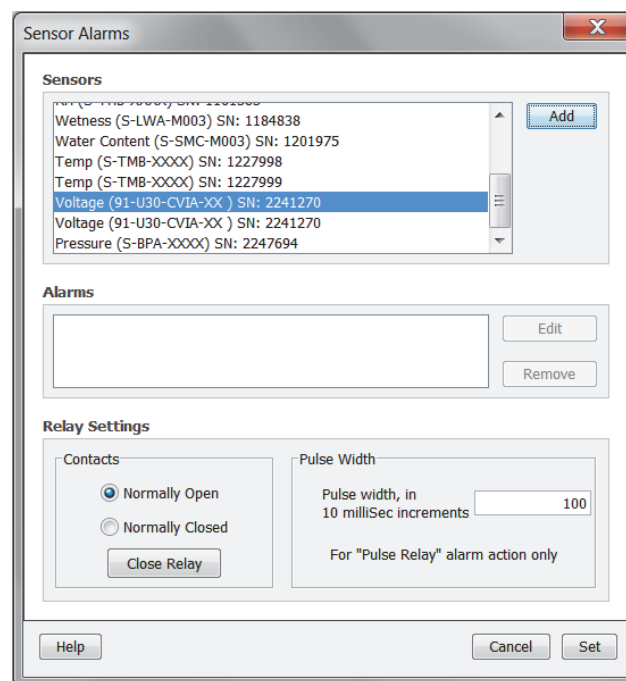 Sensor Alarms
Sensors
Wetness (S-LWA-M003) SN: 1184838
Add
Water Content (S-SMC-M003) SN: 1201975
Temp (S-TMB-XXXX) SN: 1227998
Temp (S-TMB-XXXX) SN: 1227999
Voltage (91-U30-CVIA-XX ) SN: 2241270
Voltage (91-U30-CVIA-XX ) SN: 2241270
Pressure (S-BPA-XXXX) SN: 2247694
Alarms
Edit
Remove
Relay Settings
Contacts
Normally Open
Normally Closed
Close Relay
Pulse Width
Pulse width, in
10 milliSec increments
100
For "Pulse Relay" alarm action only
Help
Cancel
Set